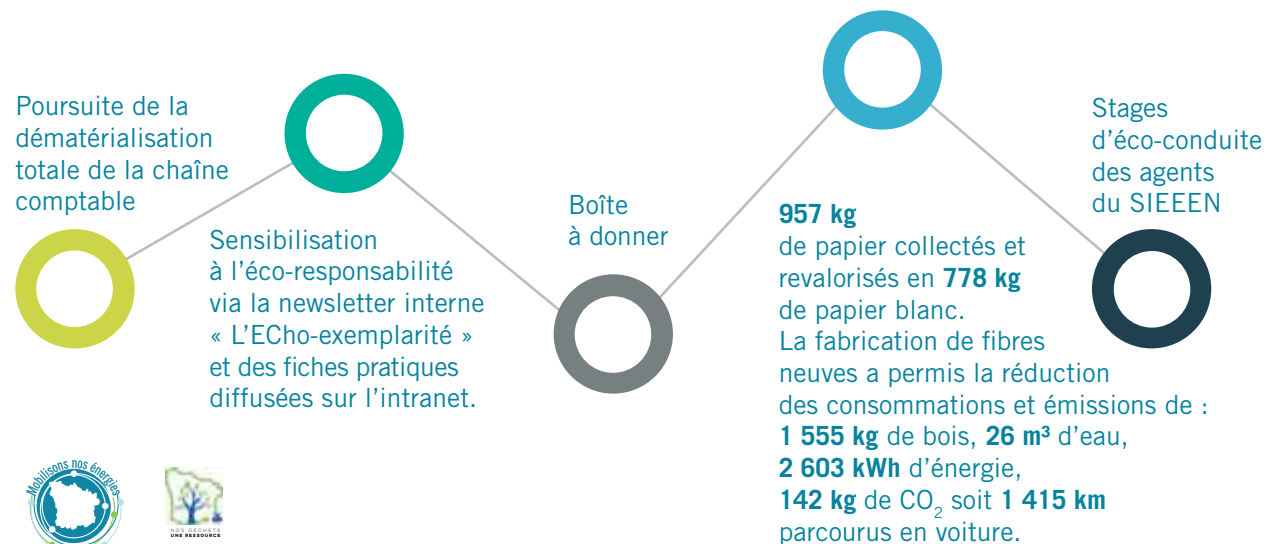 Poursuite de la
dématérialisation
totale de la chaîne
comptable
Sensibilisation
à l'éco-responsabilité
via la newsletter interne
« L'ECho-exemplarité »
et des fiches pratiques
diffusées sur l'intranet.
Boîte
à donner
957 kg
de papier collectés et
revalorisés en 778 kg
de papier blanc.
La fabrication de fibres
neuves a permis la réduction
des consommations et émissions de :
1 555 kg de bois, 26 m³ d'eau,
2 603 kWh d'énergie,
142 kg de CO₂ soit 1 415 km
parcourus en voiture.
Stages
d'éco-conduite
des agents
du SIEEEN
Mobilisons nos énergies
NOS DECHETS
UNE RESSOURCE